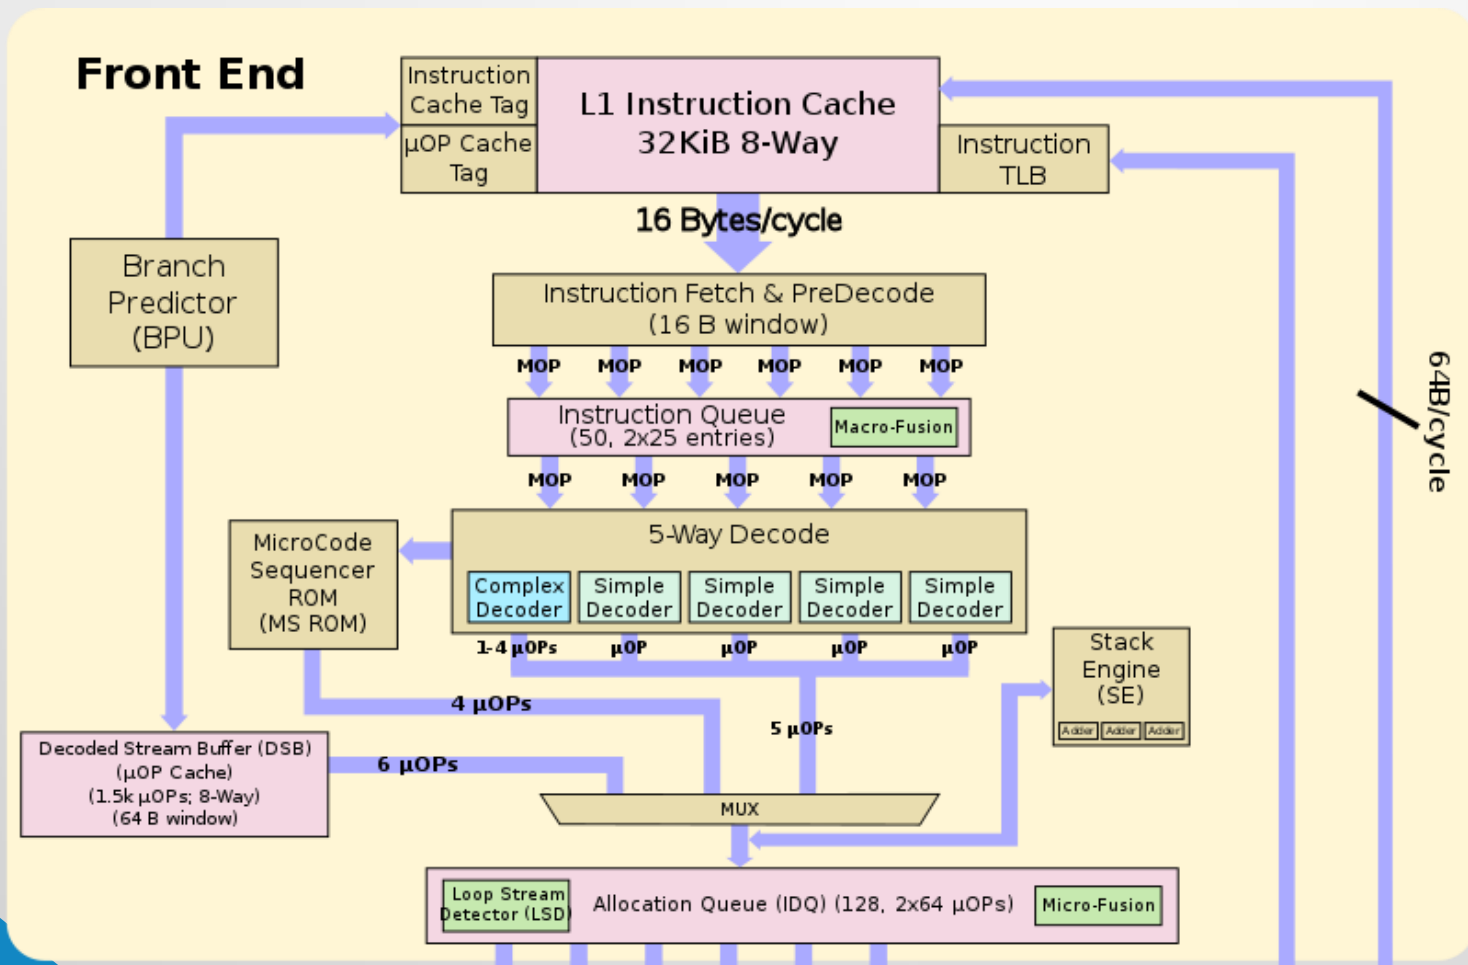 Front End
Instruction
Cache Tag
µOP Cache
Tag
L1 Instruction Cache
32KiB 8-Way
Instruction
TLB
16 Bytes/cycle
Branch
Predictor
(BPU)
Instruction Fetch & PreDecode
(16 B window)
MOP MOP MOP MOP MOP MOP
Instruction Queue
(50, 2x25 entries)
Macro-Fusion
64B/cycle
MOP MOP MOP MOP MOP
5-Way Decode
MicroCode
Sequencer
ROM
(MS ROM)
Complex
Decoder
Simple
Decoder
Simple
Decoder
Simple
Decoder
Simple
Decoder
1-4 µOPs µOP µOP µOP µOP
Stack
Engine
(SE)
Adder Adder Adder
4 µOPs
5 µOPs
Decoded Stream Buffer (DSB)
(µOP Cache)
(1.5k µOPs; 8-Way)
(64 B window)
6 µOPs
MUX
Loop Stream
Detector (LSD)
Allocation Queue (IDQ) (128, 2x64 µOPs)
Micro-Fusion